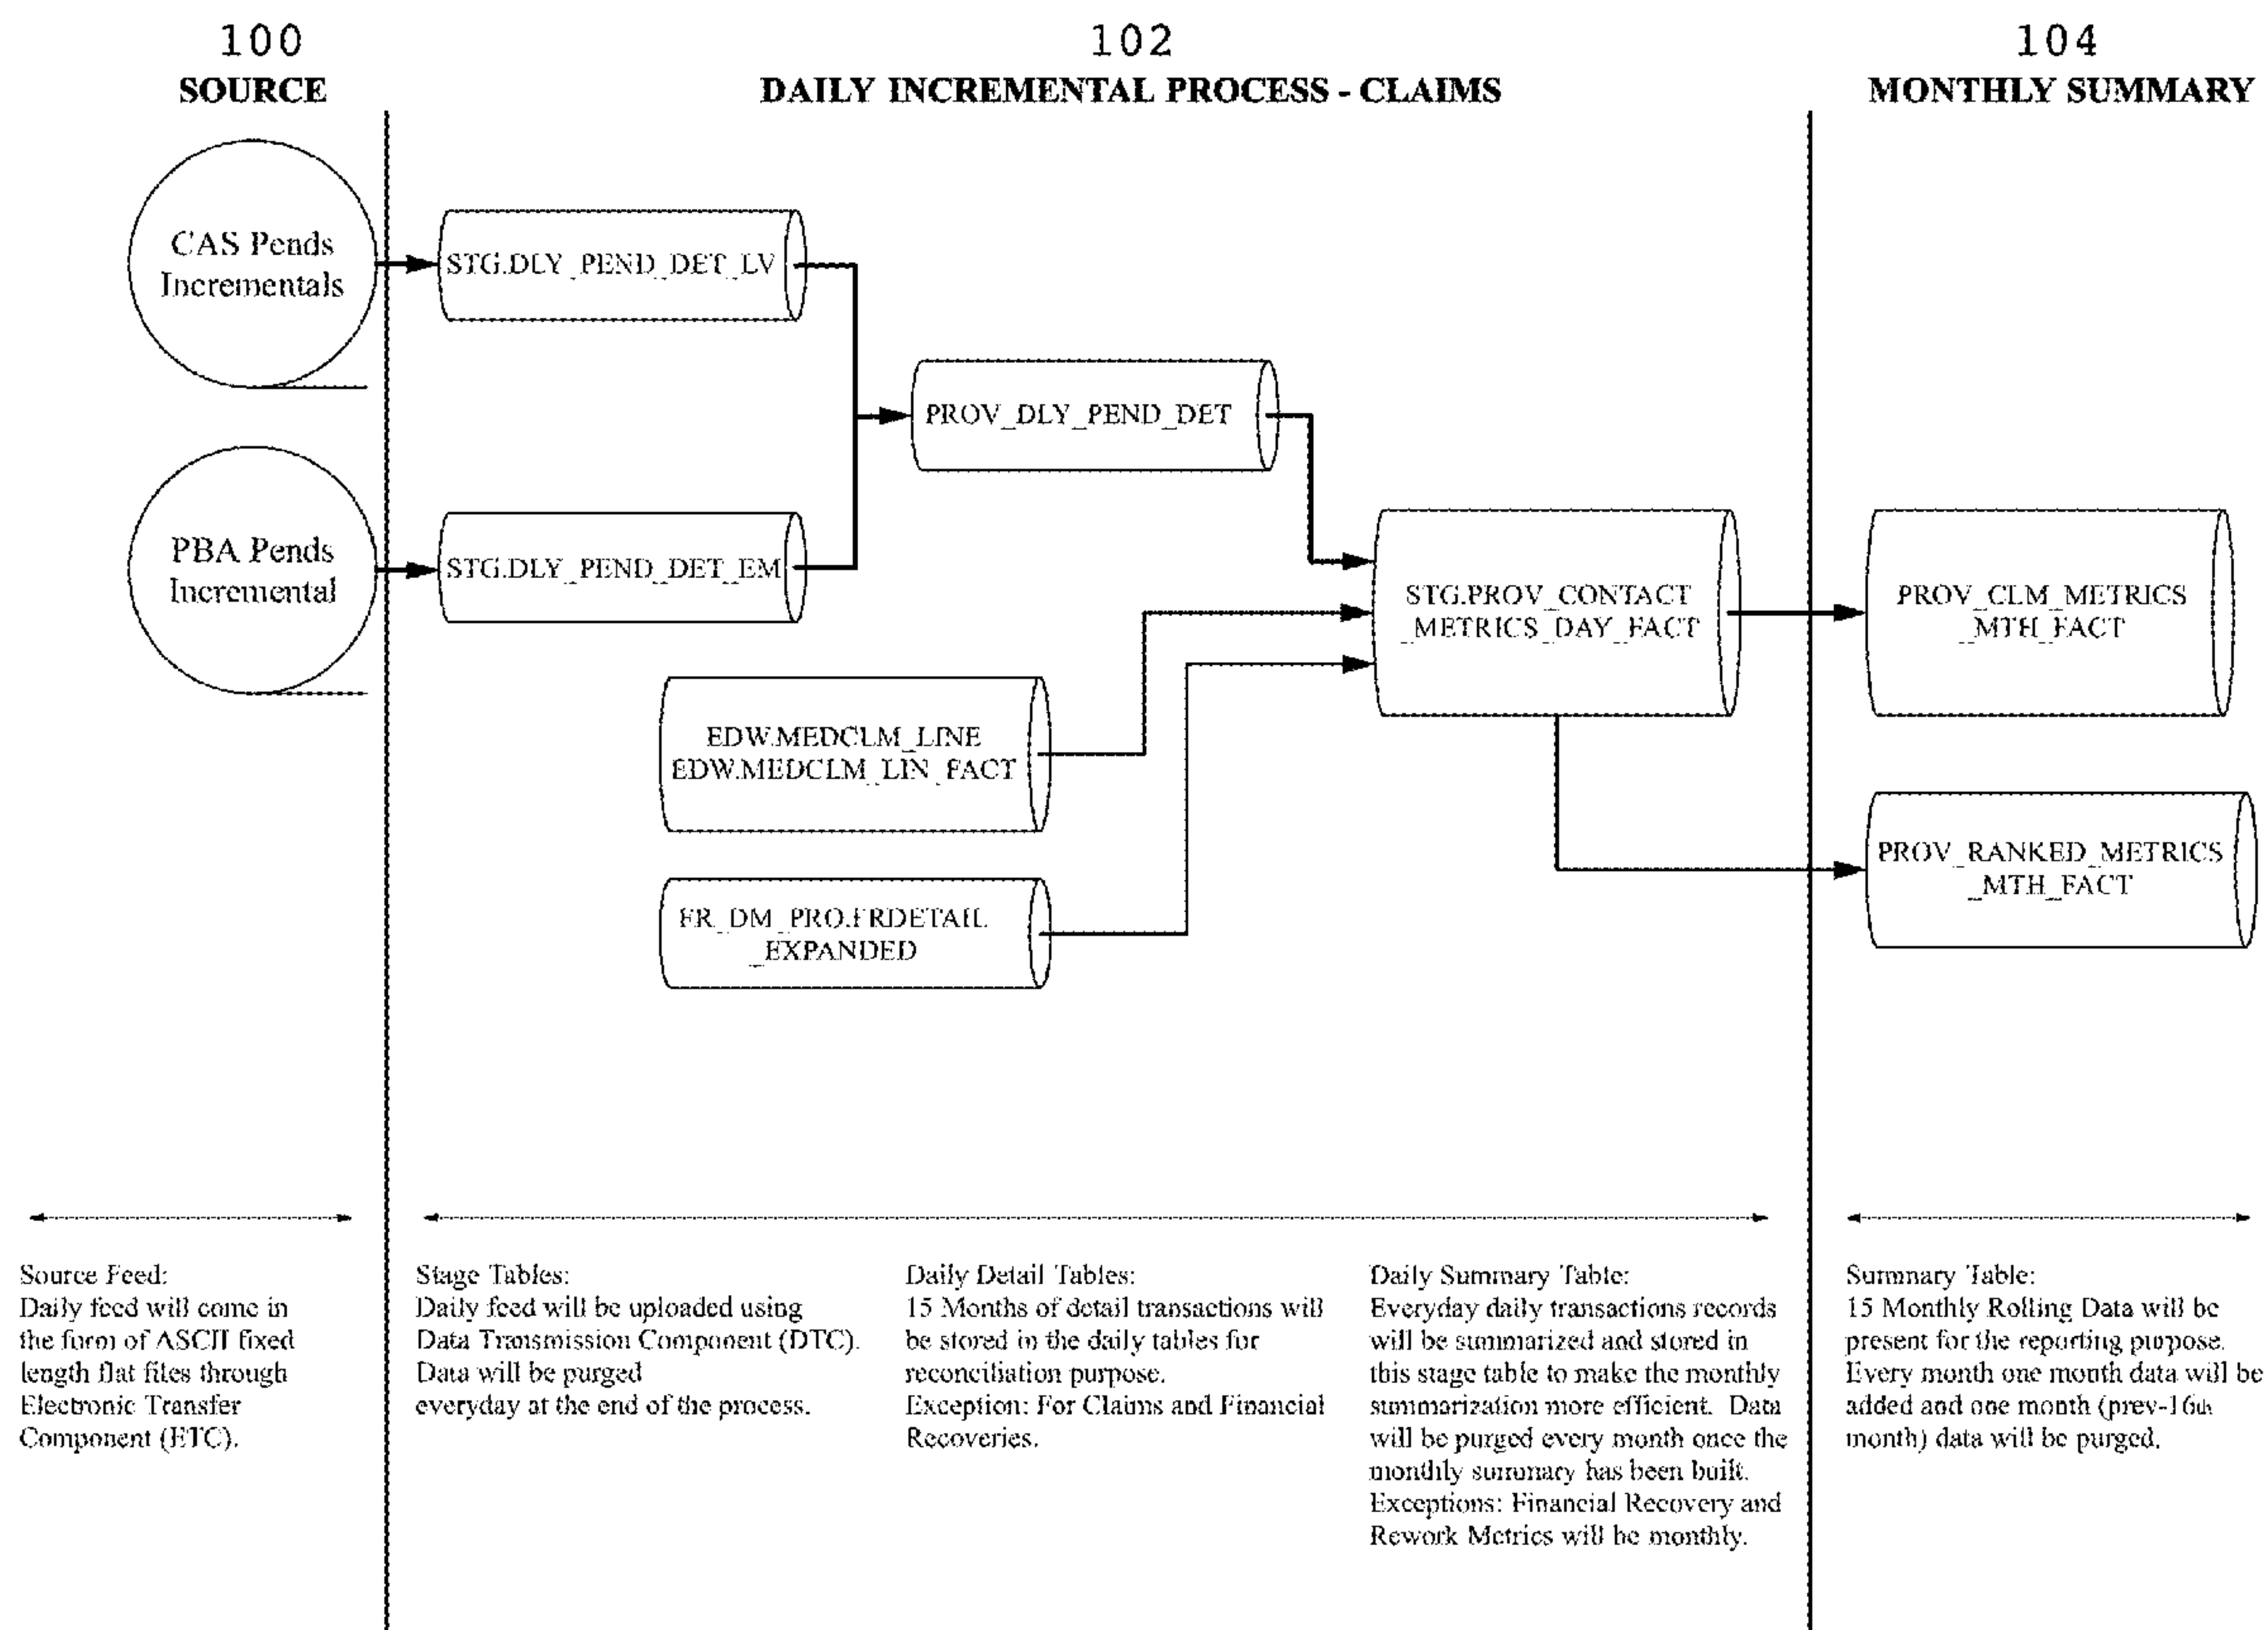 100
SOURCE
102
DAILY INCREMENTAL PROCESS - CLAIMS
104
MONTHLY SUMMARY
CAS Pends
Incrementals
STG.DLY_PEND_DET_LV
PROV_DLY_PEND_DET
PBA Pends
Incremental
STG.DLY_PEND_DET_EM
STG.PROV_CONTACT
_METRICS_DAY_FACT
PROV_CLM_METRICS
_MTH_FACT
EDW.MEDCLM_LINE
EDW.MEDCLM_LIN_FACT
PROV_RANKED_METRICS
_MTH_FACT
FR_DM_PRO.FRDETAIL
_EXPANDED
Source Feed:
Daily feed will come in
the form of ASCII fixed
length flat files through
Electronic Transfer
Component (ETC).
Stage Tables:
Daily feed will be uploaded using
Data Transmission Component (DTC).
Data will be purged
everyday at the end of the process.
Daily Detail Tables:
15 Months of detail transactions will
be stored in the daily tables for
reconciliation purpose.
Exception: For Claims and Financial
Recoveries.
Daily Summary Table:
Everyday daily transactions records
will be summarized and stored in
this stage table to make the monthly
summarization more efficient. Data
will be purged every month once the
monthly summary has been built.
Exceptions: Financial Recovery and
Rework Metrics will be monthly.
Summary Table:
15 Monthly Rolling Data will be
present for the reporting purpose.
Every month one month data will be
added and one month (prev-16th
month) data will be purged.